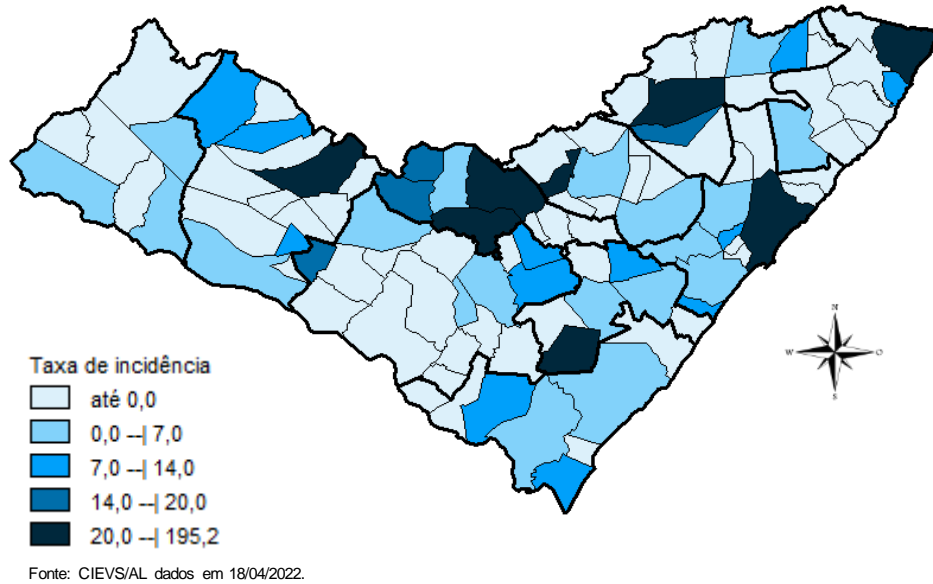 N
W
O
S
Taxa de incidência
até 0,0
0,0 --| 7,0
7,0 --| 14,0
14,0 --| 20,0
20,0 --| 195,2
Fonte: CIEVS/AL dados em 18/04/2022.